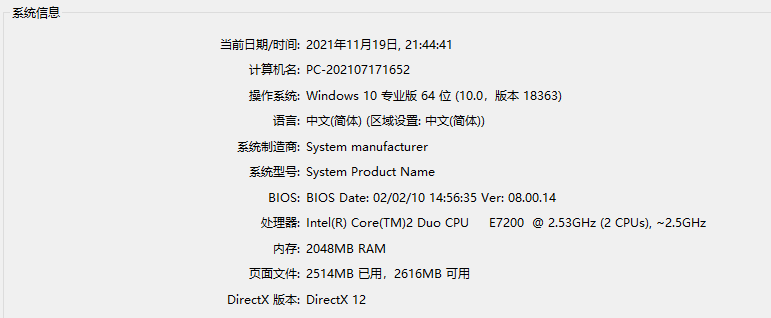 系统信息
当前日期/时间: 2021年11月19日, 21:44:41
计算机名: PC-202107171652
操作系统: Windows 10 专业版 64 位 (10.0，版本 18363)
语言: 中文(简体) (区域设置: 中文(简体))
系统制造商: System manufacturer
系统型号: System Product Name
BIOS: BIOS Date: 02/02/10 14:56:35 Ver: 08.00.14
处理器: Intel(R) Core(TM)2 Duo CPU     E7200  @ 2.53GHz (2 CPUs), ~2.5GHz
内存: 2048MB RAM
页面文件: 2514MB 已用，2616MB 可用
DirectX 版本: DirectX 12